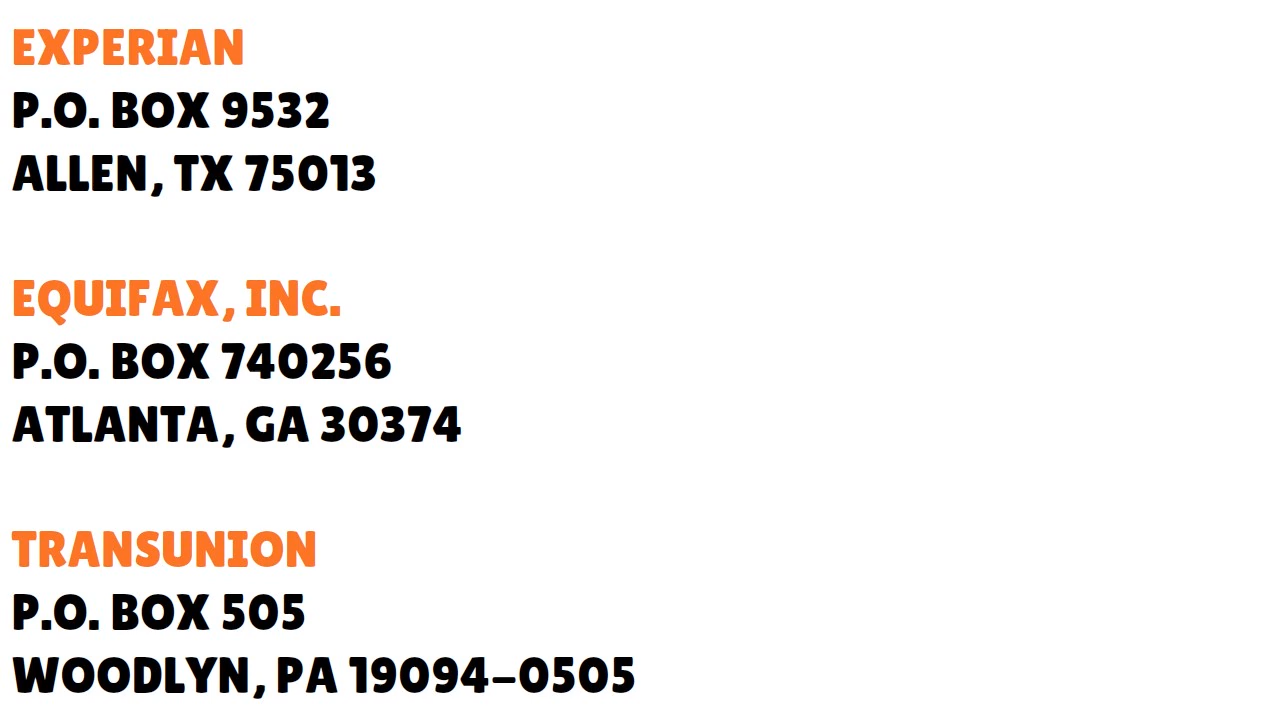 EXPERIAN
P.O. BOX 9532
ALLEN, TX 75013
EQUIFAX, INC.
P.O. BOX 740256
ATLANTA, GA 30374
TRANSUNION
P.O. BOX 505
WOODLYN, PA 19094-0505